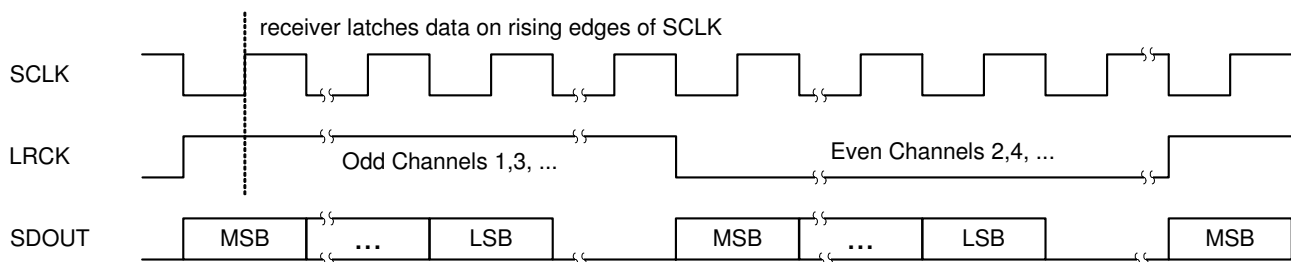 receiver latches data on rising edges of SCLK
SCLK
LRCK
Odd Channels 1,3, ...
Even Channels 2,4, ...
SDOUT
MSB
...
LSB
MSB
...
LSB
MSB